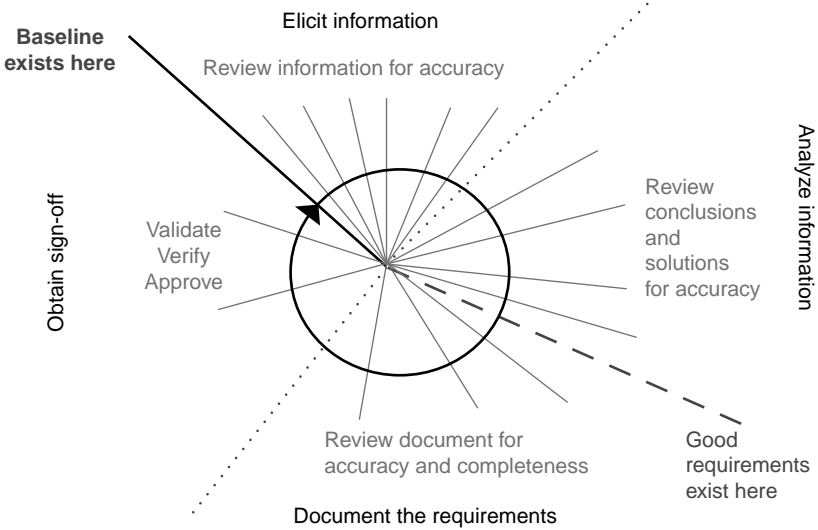 Elicit information
Baseline
exists here
Review information for accuracy
Analyze information
Review
conclusions
and
solutions
for accuracy
Obtain sign-off
Validate
Verify
Approve
Good
requirements
exist here
Review document for
accuracy and completeness
Document the requirements